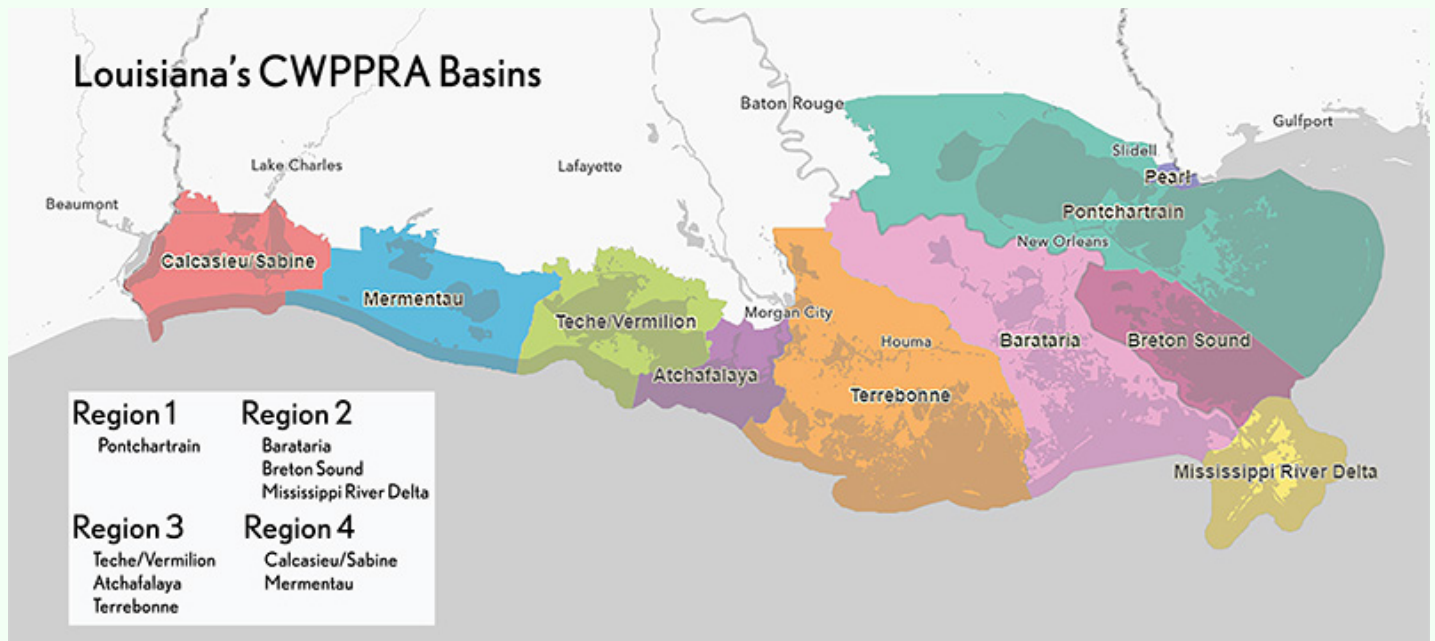 Louisiana's CWPPRA Basins
Baton Rouge
Gulfport
Slidell
Lake Charles
Lafayette
Pearl
Beaumont
Pontchartrain
New Orleans
Calcasieu/Sabine
Mermentau
Morgan City
Teche/Vermilion
Houma
Barataria
Breton Sound
Atchafalaya
Terrebonne
Mississippi River Delta
Region 1
Pontchartrain
Region 2
Barataria
Breton Sound
Mississippi River Delta
Region 3
Teche/Vermilion
Atchafalaya
Terrebonne
Region 4
Calcasieu/Sabine
Mermentau